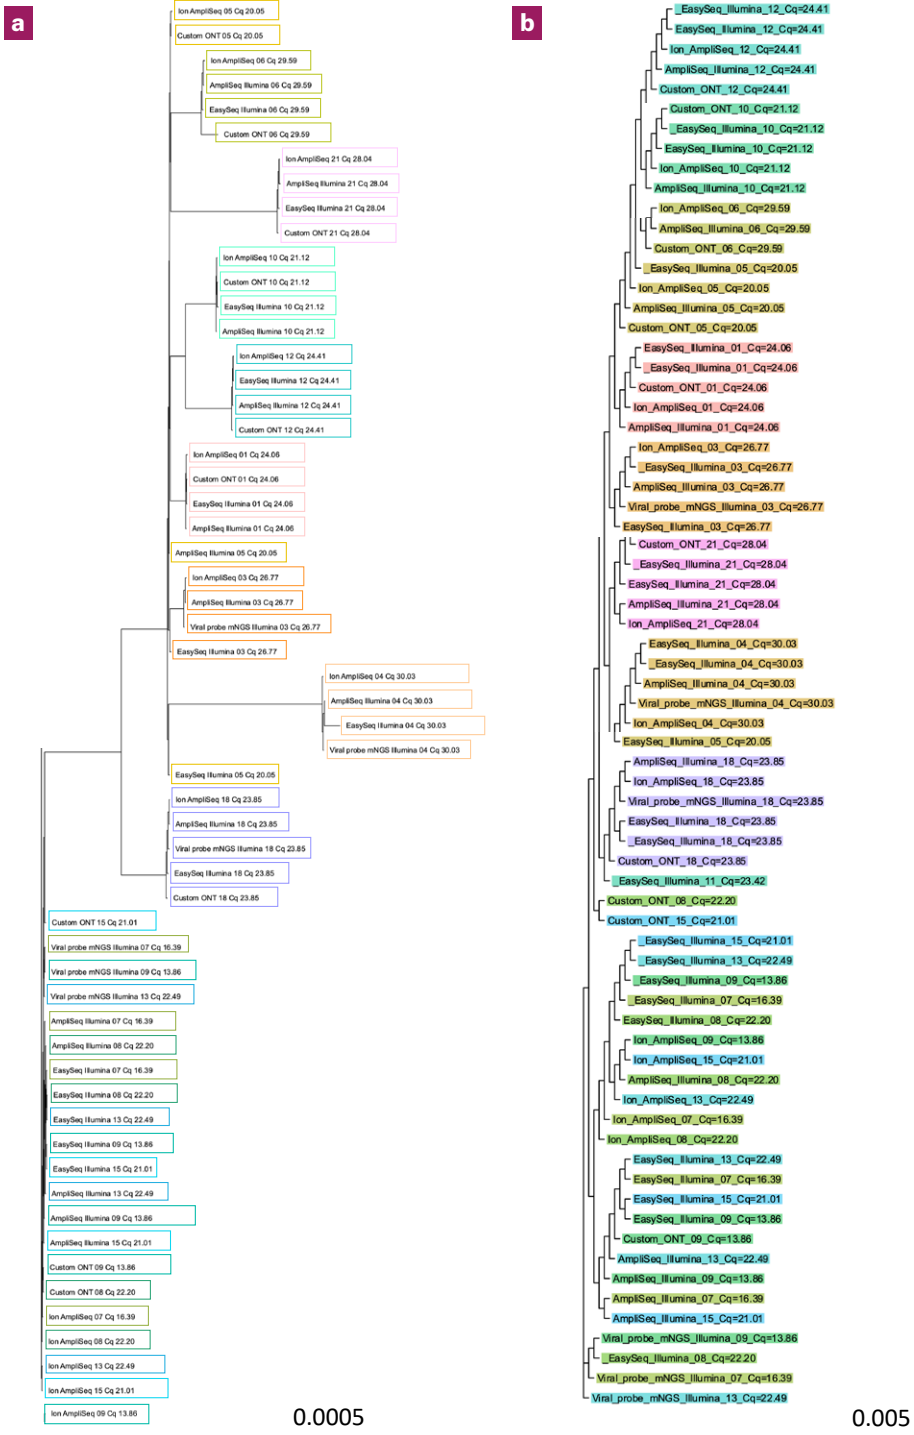 a
Ion AmpliSeq 05 Cq 20.05
Custom ONT 05 Cq 20.05
Ion AmpliSeq 06 Cq 29.59
AmpliSeq Illumina 06 Cq 29.59
EasySeq Illumina 06 Cq 29.59
Custom ONT 06 Cq 29.59
Ion AmpliSeq 21 Cq 28.04
AmpliSeq Illumina 21 Cq 28.04
EasySeq Illumina 21 Cq 28.04
Custom ONT 21 Cq 28.04
Ion AmpliSeq 10 Cq 21.12
Custom ONT 10 Cq 21.12
EasySeq Illumina 10 Cq 21.12
AmpliSeq Illumina 10 Cq 21.12
Ion AmpliSeq 12 Cq 24.41
EasySeq Illumina 12 Cq 24.41
AmpliSeq Illumina 12 Cq 24.41
Custom ONT 12 Cq 24.41
Ion AmpliSeq 01 Cq 24.06
Custom ONT 01 Cq 24.06
EasySeq Illumina 01 Cq 24.06
AmpliSeq Illumina 01 Cq 24.06
AmpliSeq Illumina 05 Cq 20.05
Ion AmpliSeq 03 Cq 26.77
AmpliSeq Illumina 03 Cq 26.77
Viral probe mNGS Illumina 03 Cq 26.77
EasySeq Illumina 03 Cq 26.77
Ion AmpliSeq 04 Cq 30.03
AmpliSeq Illumina 04 Cq 30.03
EasySeq Illumina 04 Cq 30.03
Viral probe mNGS Illumina 04 Cq 30.03
EasySeq Illumina 05 Cq 20.05
Ion AmpliSeq 18 Cq 23.85
AmpliSeq Illumina 18 Cq 23.85
Viral probe mNGS Illumina 18 Cq 23.85
EasySeq Illumina 18 Cq 23.85
Custom ONT 18 Cq 23.85
Custom ONT 15 Cq 21.01
Viral probe mNGS Illumina 07 Cq 16.39
Viral probe mNGS Illumina 09 Cq 13.86
Viral probe mNGS Illumina 13 Cq 22.49
AmpliSeq Illumina 07 Cq 16.39
AmpliSeq Illumina 08 Cq 22.20
EasySeq Illumina 07 Cq 16.39
EasySeq Illumina 08 Cq 22.20
EasySeq Illumina 13 Cq 22.49
EasySeq Illumina 09 Cq 13.86
EasySeq Illumina 15 Cq 21.01
AmpliSeq Illumina 13 Cq 22.49
AmpliSeq Illumina 09 Cq 13.86
AmpliSeq Illumina 15 Cq 21.01
Custom ONT 09 Cq 13.86
Custom ONT 08 Cq 22.20
Ion AmpliSeq 07 Cq 16.39
Ion AmpliSeq 08 Cq 22.20
Ion AmpliSeq 13 Cq 22.49
Ion AmpliSeq 15 Cq 21.01
Ion AmpliSeq 09 Cq 13.86
0.0005
b
_EasySeq_Illumina_12_Cq=24.41
EasySeq_Illumina_12_Cq=24.41
Ion_AmpliSeq_12_Cq=24.41
AmpliSeq_Illumina_12_Cq=24.41
Custom_ONT_12_Cq=24.41
Custom_ONT_10_Cq=21.12
_EasySeq_Illumina_10_Cq=21.12
EasySeq_Illumina_10_Cq=21.12
Ion_AmpliSeq_10_Cq=21.12
AmpliSeq_Illumina_10_Cq=21.12
Ion_AmpliSeq_06_Cq=29.59
AmpliSeq_Illumina_06_Cq=29.59
Custom_ONT_06_Cq=29.59
_EasySeq_Illumina_05_Cq=20.05
Ion_AmpliSeq_05_Cq=20.05
AmpliSeq_Illumina_05_Cq=20.05
Custom_ONT_05_Cq=20.05
EasySeq_Illumina_01_Cq=24.06
_EasySeq_Illumina_01_Cq=24.06
Custom_ONT_01_Cq=24.06
Ion_AmpliSeq_01_Cq=24.06
AmpliSeq_Illumina_01_Cq=24.06
Ion_AmpliSeq_03_Cq=26.77
_EasySeq_Illumina_03_Cq=26.77
AmpliSeq_Illumina_03_Cq=26.77
Viral_probe_mNGS_Illumina_03_Cq=26.77
EasySeq_Illumina_03_Cq=26.77
Custom_ONT_21_Cq=28.04
_EasySeq_Illumina_21_Cq=28.04
EasySeq_Illumina_21_Cq=28.04
AmpliSeq_Illumina_21_Cq=28.04
Ion_AmpliSeq_21_Cq=28.04
EasySeq_Illumina_04_Cq=30.03
_EasySeq_Illumina_04_Cq=30.03
AmpliSeq_Illumina_04_Cq=30.03
Viral_probe_mNGS_Illumina_04_Cq=30.03
Ion_AmpliSeq_04_Cq=30.03
EasySeq_Illumina_05_Cq=20.05
AmpliSeq_Illumina_18_Cq=23.85
Ion_AmpliSeq_18_Cq=23.85
Viral_probe_mNGS_Illumina_18_Cq=23.85
EasySeq_Illumina_18_Cq=23.85
_EasySeq_Illumina_18_Cq=23.85
Custom_ONT_18_Cq=23.85
_EasySeq_Illumina_11_Cq=23.42
Custom_ONT_08_Cq=22.20
Custom_ONT_15_Cq=21.01
_EasySeq_Illumina_15_Cq=21.01
_EasySeq_Illumina_13_Cq=22.49
_EasySeq_Illumina_09_Cq=13.86
_EasySeq_Illumina_07_Cq=16.39
EasySeq_Illumina_08_Cq=22.20
Ion_AmpliSeq_09_Cq=13.86
Ion_AmpliSeq_15_Cq=21.01
AmpliSeq_Illumina_08_Cq=22.20
Ion_AmpliSeq_13_Cq=22.49
Ion_AmpliSeq_07_Cq=16.39
Ion_AmpliSeq_08_Cq=22.20
EasySeq_Illumina_13_Cq=22.49
EasySeq_Illumina_07_Cq=16.39
EasySeq_Illumina_15_Cq=21.01
EasySeq_Illumina_09_Cq=13.86
Custom_ONT_09_Cq=13.86
AmpliSeq_Illumina_13_Cq=22.49
AmpliSeq_Illumina_09_Cq=13.86
AmpliSeq_Illumina_07_Cq=16.39
AmpliSeq_Illumina_15_Cq=21.01
Viral_probe_mNGS_Illumina_09_Cq=13.86
_EasySeq_Illumina_08_Cq=22.20
Viral_probe_mNGS_Illumina_07_Cq=16.39
Viral_probe_mNGS_Illumina_13_Cq=22.49
0.005